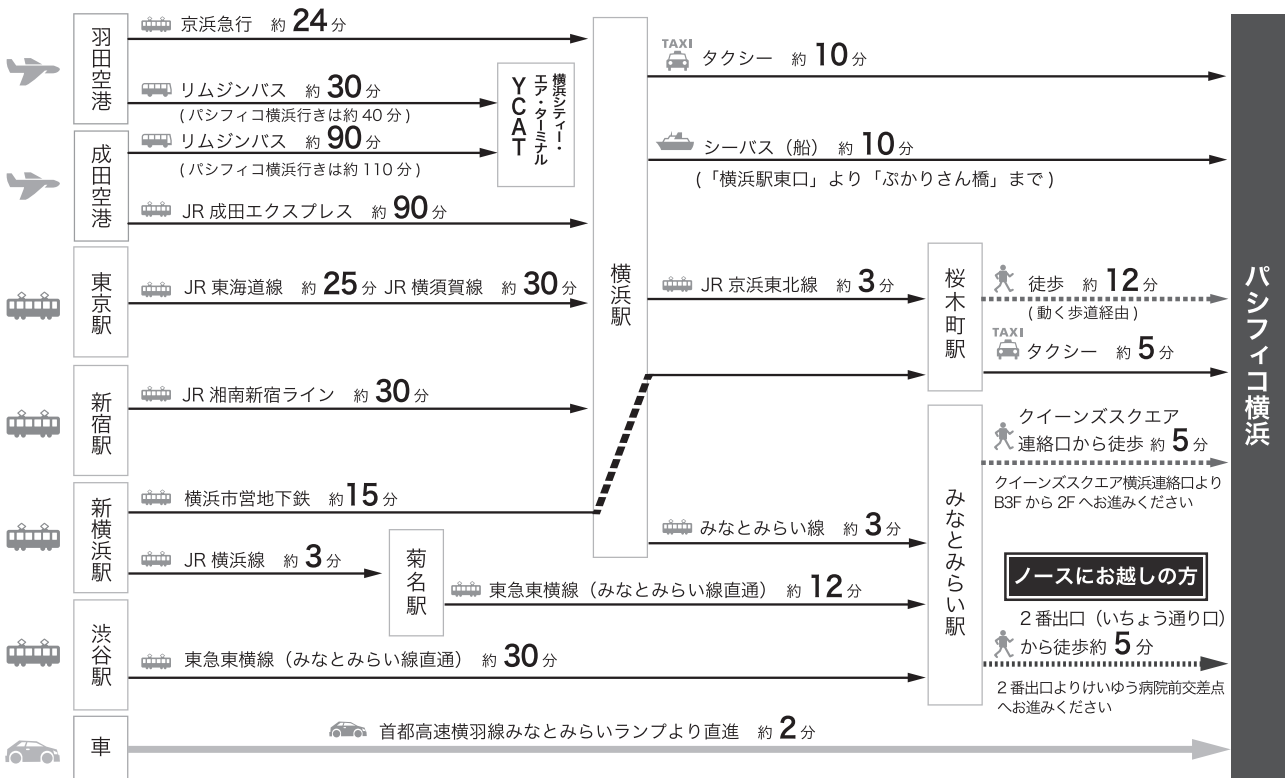 羽田空港
京浜急行 約24分
リムジンバス 約30分
(パシフィコ横浜行きは約40分)
成田空港
リムジンバス 約90分
(パシフィコ横浜行きは約110分)
JR 成田エクスプレス 約90分
横浜シティー・
エア・ターミナル
YCAT
東京駅
JR 東海道線 約25分 JR 横須賀線 約30分
新宿駅
JR 湘南新宿ライン 約30分
新横浜駅
横浜市営地下鉄 約15分
JR 横浜線 約3分
菊名駅
東急東横線(みなとみらい線直通) 約12分
渋谷駅
東急東横線(みなとみらい線直通) 約30分
車
首都高速横羽線みなとみらいランプより直進 約2分
横浜駅
TAXI
タクシー 約10分
シーバス(船) 約10分
(「横浜駅東口」より「ぷかりさん橋」まで)
JR 京浜東北線 約3分
みなとみらい線 約3分
桜木町駅
徒歩 約12分
(動く歩道経由)
TAXI
タクシー 約5分
みなとみらい駅
クイーンズスクエア
連絡口から徒歩 約5分
クイーンズスクエア横浜連絡口より
B3Fから2Fへお進みください
ノースにお越しの方
2番出口(いちょう通り口)
から徒歩約5分
2番出口よりけいゆう病院前交差点
へお進みください
パシフィコ横浜